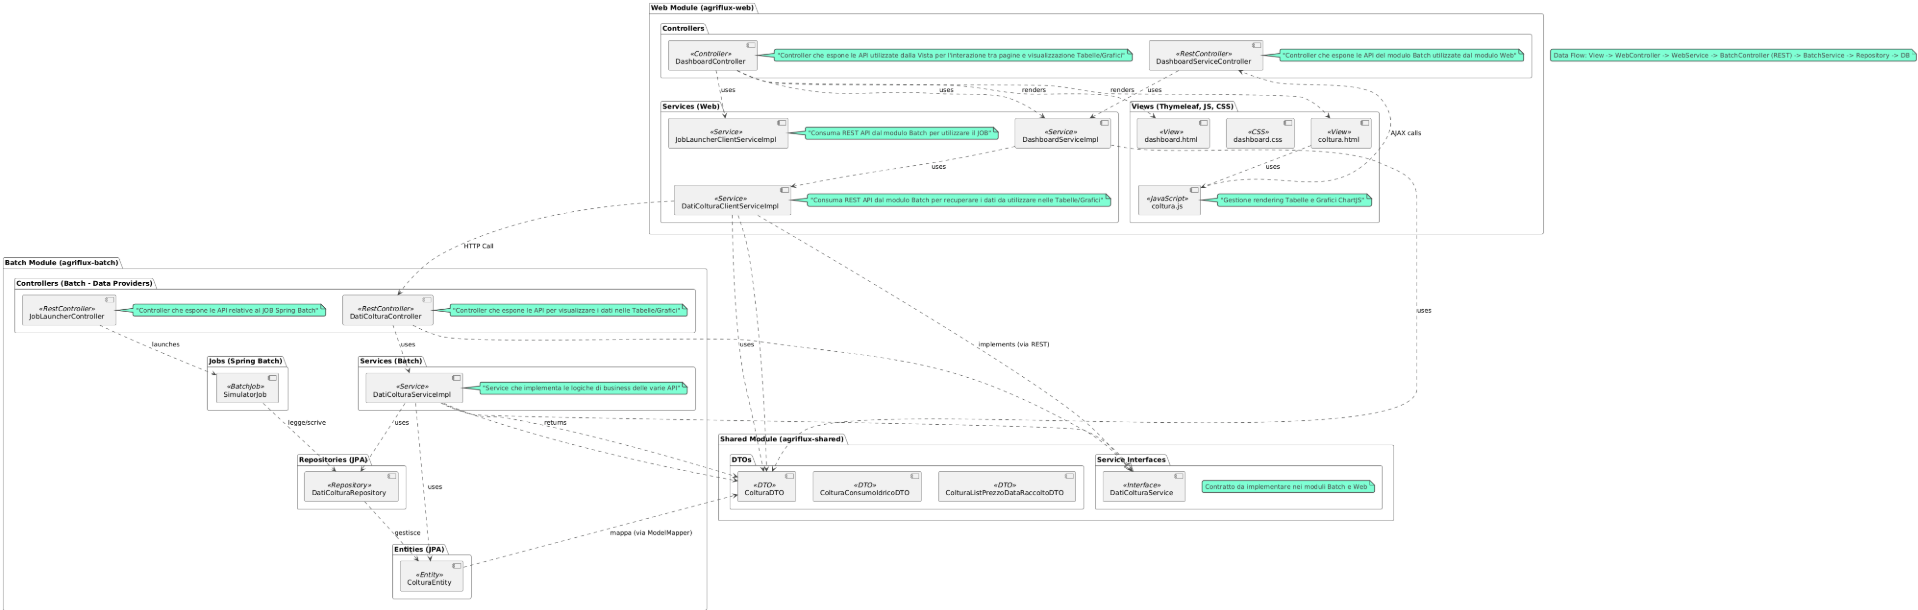 Web Module (agriflux-web)
Controllers
«Controller»
DashboardController
"Controller che espone le API utilizzate dalla Vista per l'interazione tra pagine e visualizzazione Tabelle/Grafici"
«RestController»
DashboardServiceController
"Controller che espone le API del modulo Batch utilizzate dal modulo Web"
Data Flow: View -> WebController -> WebService -> BatchController (REST) -> BatchService -> Repository -> DB
uses
uses
renders
renders
uses
Services (Web)
«Service»
JobLauncherClientServiceImpl
"Consuma REST API dal modulo Batch per utilizzare il JOB"
«Service»
DashboardServiceImpl
Views (Thymeleaf, JS, CSS)
«View»
dashboard.html
«CSS»
dashboard.css
«View»
coltura.html
AJAX calls
uses
uses
«Service»
DatiColturaClientServiceImpl
"Consuma REST API dal modulo Batch per recuperare i dati da utilizzare nelle Tabelle/Grafici"
«JavaScript»
coltura.js
"Gestione rendering Tabelle e Grafici ChartJS"
HTTP Call
Batch Module (agriflux-batch)
Controllers (Batch - Data Providers)
«RestController»
JobLauncherController
"Controller che espone le API relative al JOB Spring Batch"
«RestController»
DatiColturaController
"Controller che espone le API per visualizzare i dati nelle Tabelle/Grafici"
uses
launches
uses
uses
implements (via REST)
Jobs (Spring Batch)
«BatchJob»
SimulatorJob
Services (Batch)
«Service»
DatiColturaServiceImpl
"Service che implementa le logiche di business delle varie API"
legge/scrive
uses
returns
Shared Module (agriflux-shared)
DTOs
«DTO»
ColturaDTO
«DTO»
ColturaConsumoIdricoDTO
«DTO»
ColturaListPrezzoDataRaccoltoDTO
Service Interfaces
«Interface»
DatiColturaService
Contratto da implementare nei moduli Batch e Web
Repositories (JPA)
«Repository»
DatiColturaRepository
uses
gestisce
mappa (via ModelMapper)
Entities (JPA)
«Entity»
ColturaEntity